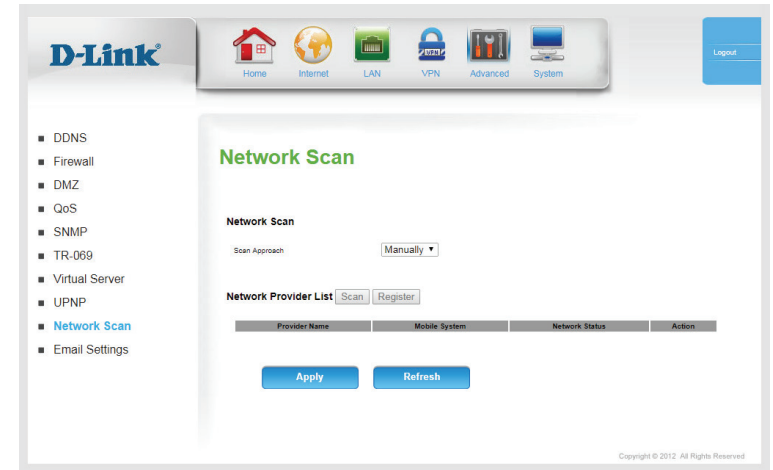 D-Link®
Home Internet LAN VPN Advanced System
Logout
DDNS
Firewall
DMZ
QoS
SNMP
TR-069
Virtual Server
UPNP
Network Scan
Email Settings
Network Scan
Network Scan
Scan Approach Manually
Network Provider List Scan Register
Provider Name Mobile System Network Status Action
Apply Refresh
Copyright © 2012 All Rights Reserved